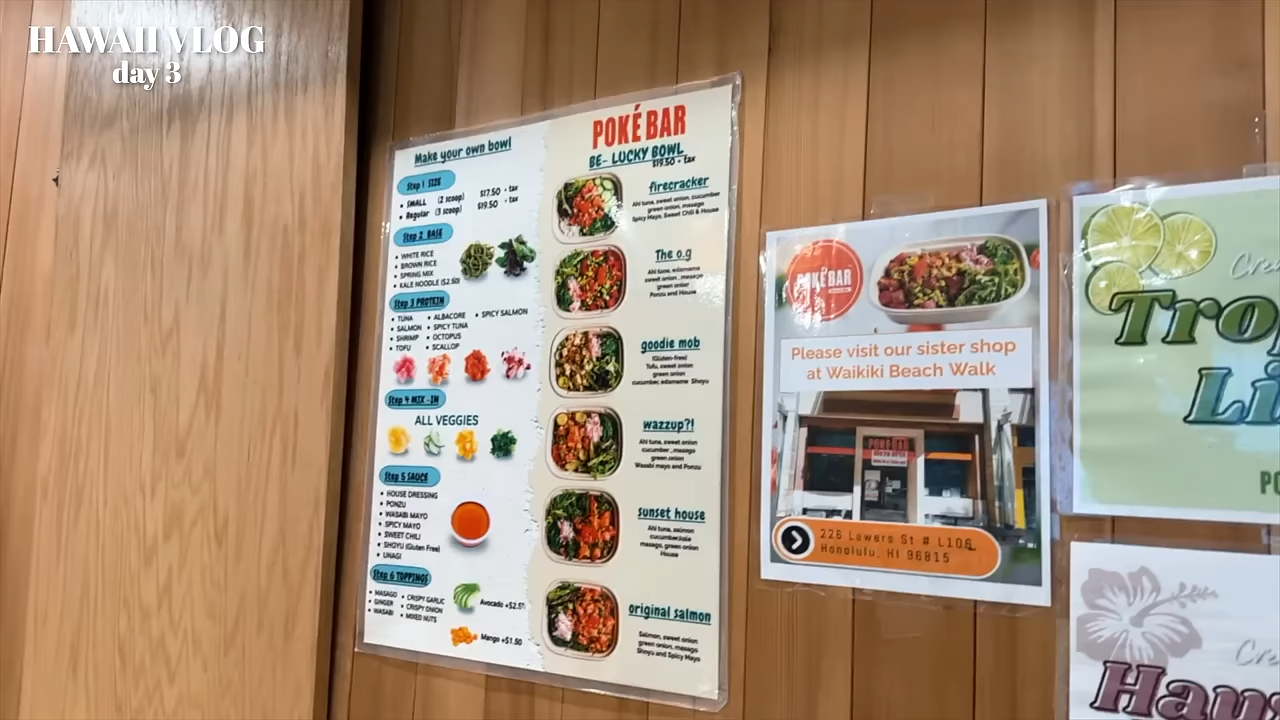 HAWAII VLOG
day 3
Make your own bowl
Step 1 SIZE
• SMALL (2 scoop) $17.50 + tax
• Regular (3 scoop) $19.50 + tax
Step 2 BASE
• WHITE RICE
• BROWN RICE
• SPRING MIX
• KALE NOODLE ($2.50)
Step 3 PROTEIN
• TUNA • ALBACORE • SPICY SALMON
• SALMON • SPICY TUNA
• SHRIMP • OCTOPUS
• TOFU • SCALLOP
Step 4 MIX-IN
ALL VEGGIES
Step 5 SAUCE
• HOUSE DRESSING
• PONZU
• WASABI MAYO
• SPICY MAYO
• SWEET CHILI
• SHOYU (Gluten Free)
• UNAGI
Step 6 TOPPINGS
• MASAGO • CRISPY GARLIC
• GINGER • CRISPY ONION
• WASABI • MIXED NUTS
Avocado +$2.5
Mango +$1.50
POKÉ BAR
BE- LUCKY BOWL
$19.50 + tax
firecracker
Ahi tuna, sweet onion, cucumber
green onion, masago
Spicy Mayo, Sweet Chili & House
The o.g
Ahi tuna, edamame
sweet onion, masago
green onion
Ponzu and House
goodie mob
(Gluten-free)
Tofu, sweet onion
green onion
cucumber, edamame Shoyu
wazzup?!
Ahi tuna, sweet onion
cucumber, masago
green onion
Wasabi mayo and Ponzu
sunset house
Ahi tuna, salmon
cucumber, kale
masago, green onion
House
original salmon
Salmon, sweet onion
green onion, masago
Shoyu and Spicy Mayo
POKÉ BAR
Please visit our sister shop
at Waikiki Beach Walk
POKÉ BAR
226 Lewers St # L106
Honolulu, HI 96815
Cre
Tro
Li
Cre
Hau